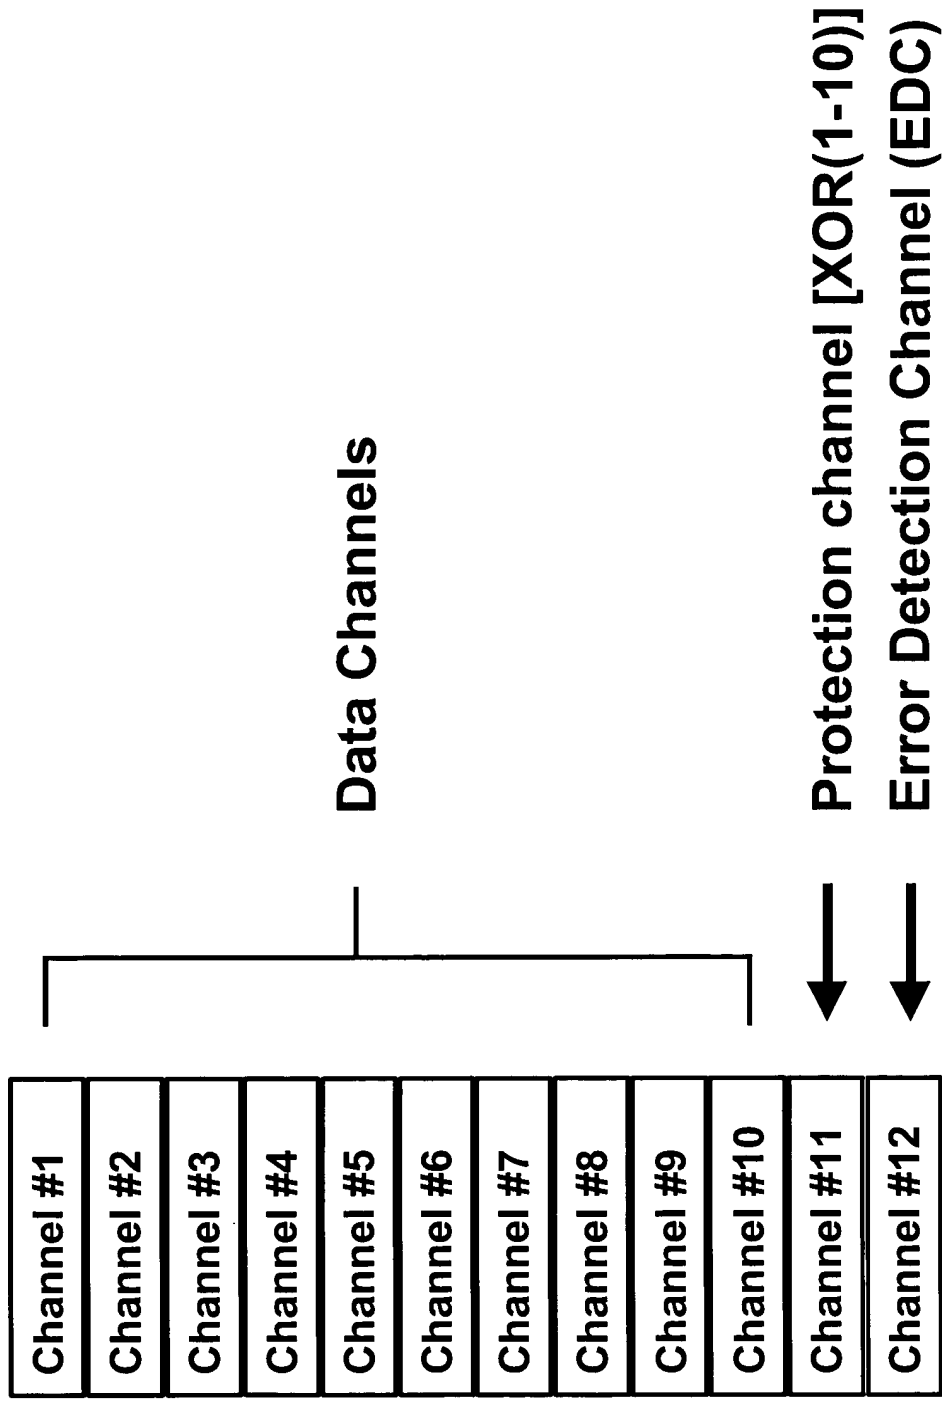 Channel #1
Channel #2
Channel #3
Channel #4
Channel #5
Channel #6
Channel #7
Channel #8
Channel #9
Channel #10
Channel #11
Channel #12
Data Channels
Protection channel [XOR(1-10)]
Error Detection Channel (EDC)